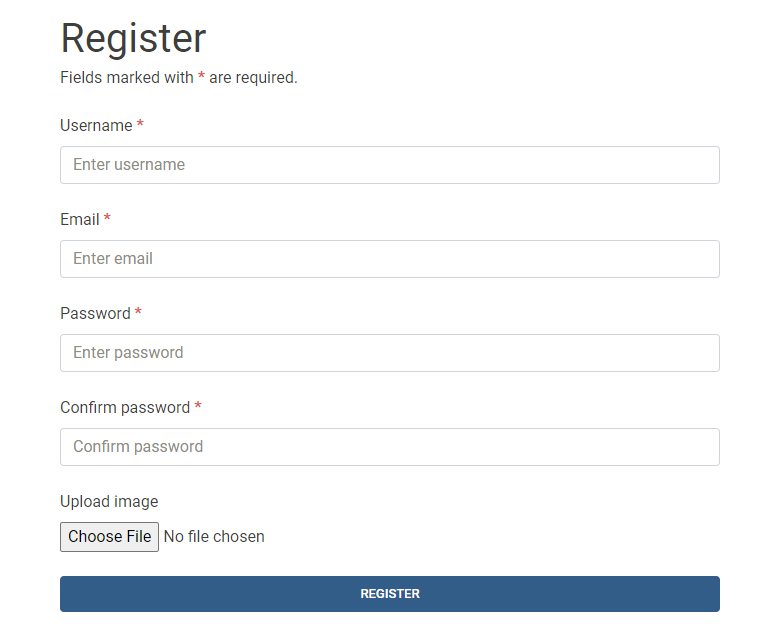 Register
Fields marked with * are required.
Username *
Enter username
Email *
Enter email
Password *
Enter password
Confirm password *
Confirm password
Upload image
Choose File No file chosen
REGISTER